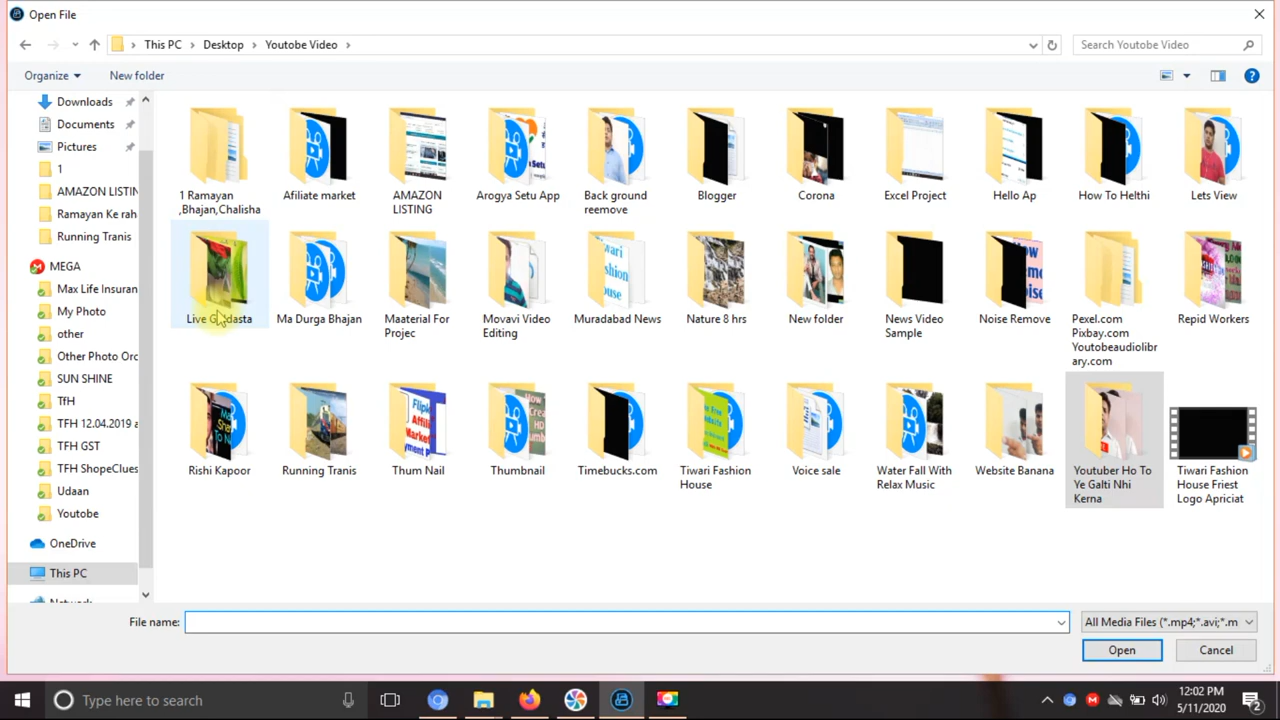 Open File
This PC > Desktop > Youtube Video >
Search Youtube Video
Organize
New folder
Downloads
Documents
Pictures
1
AMAZON LISTIN
Ramayan Ke rah
Running Tranis
MEGA
Max Life Insuran
My Photo
other
Other Photo Orc
SUN SHINE
TfH
TFH 12.04.2019 a
TFH GST
TFH ShopeClues
Udaan
Youtube
OneDrive
This PC
1 Ramayan
,Bhajan,Chalisha
Afiliate market
AMAZON
LISTING
Arogya Setu App
Back ground
reemove
Blogger
Corona
Excel Project
Hello Ap
How To Helthi
Lets View
Live Guldasta
Ma Durga Bhajan
Maaterial For
Projec
Movavi Video
Editing
Muradabad News
Nature 8 hrs
New folder
News Video
Sample
Noise Remove
Pexel.com
Pixbay.com
Youtobeaudiolibr
ary.com
Repid Workers
Rishi Kapoor
Running Tranis
Thum Nail
Thumbnail
Timebucks.com
Tiwari Fashion
House
Voice sale
Water Fall With
Relax Music
Website Banana
Youtuber Ho To
Ye Galti Nhi
Kerna
Tiwari Fashion
House Friest
Logo Apriciat
File name:
All Media Files (*.mp4;*.avi;*.m
Open
Cancel
Type here to search
12:02 PM
5/11/2020
2